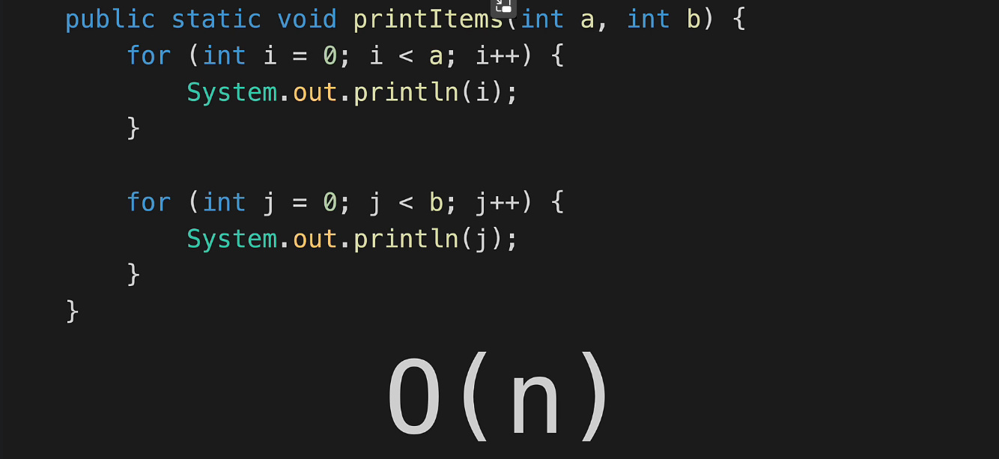 public static void printItems(int a, int b) {
    for (int i = 0; i < a; i++) {
        System.out.println(i);
    }
    for (int j = 0; j < b; j++) {
        System.out.println(j);
    }
}
O(n)